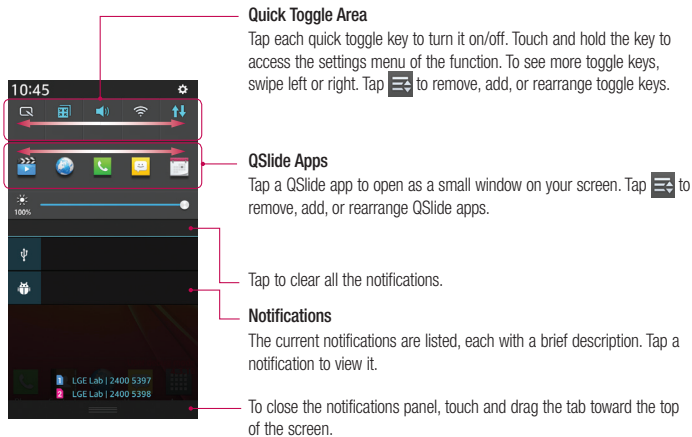 Quick Toggle Area
Tap each quick toggle key to turn it on/off. Touch and hold the key to
access the settings menu of the function. To see more toggle keys,
swipe left or right. Tap to remove, add, or rearrange toggle keys.
10:45
QSlide Apps
Tap a QSlide app to open as a small window on your screen. Tap to
remove, add, or rearrange QSlide apps.
100%
Tap to clear all the notifications.
Notifications
The current notifications are listed, each with a brief description. Tap a
notification to view it.
1 LGE Lab | 2400 5397
2 LGE Lab | 2400 5398
To close the notifications panel, touch and drag the tab toward the top
of the screen.